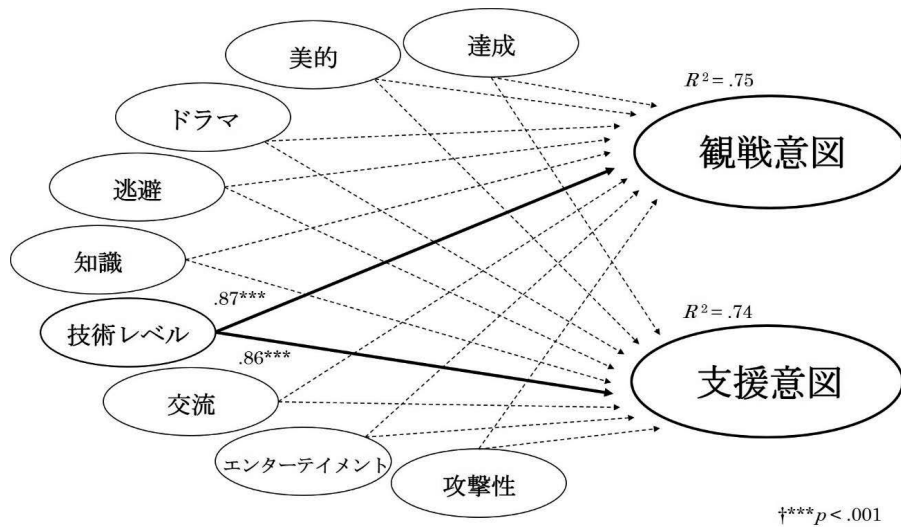 達成
美的
R² = .75
ドラマ
観戦意図
逃避
知識
.87***
R² = .74
技術レベル
.86***
支援意図
交流
エンターテイメント
攻撃性
†***p < .001